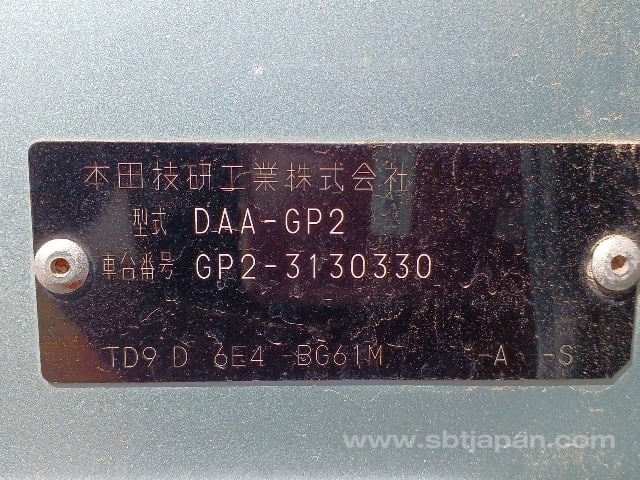 本田技研工業株式会社
型式 DAA-GP2
車台番号 GP2-3130330
TD9 D 6E4 -BG61M -A -S
www.sbtjapan.com